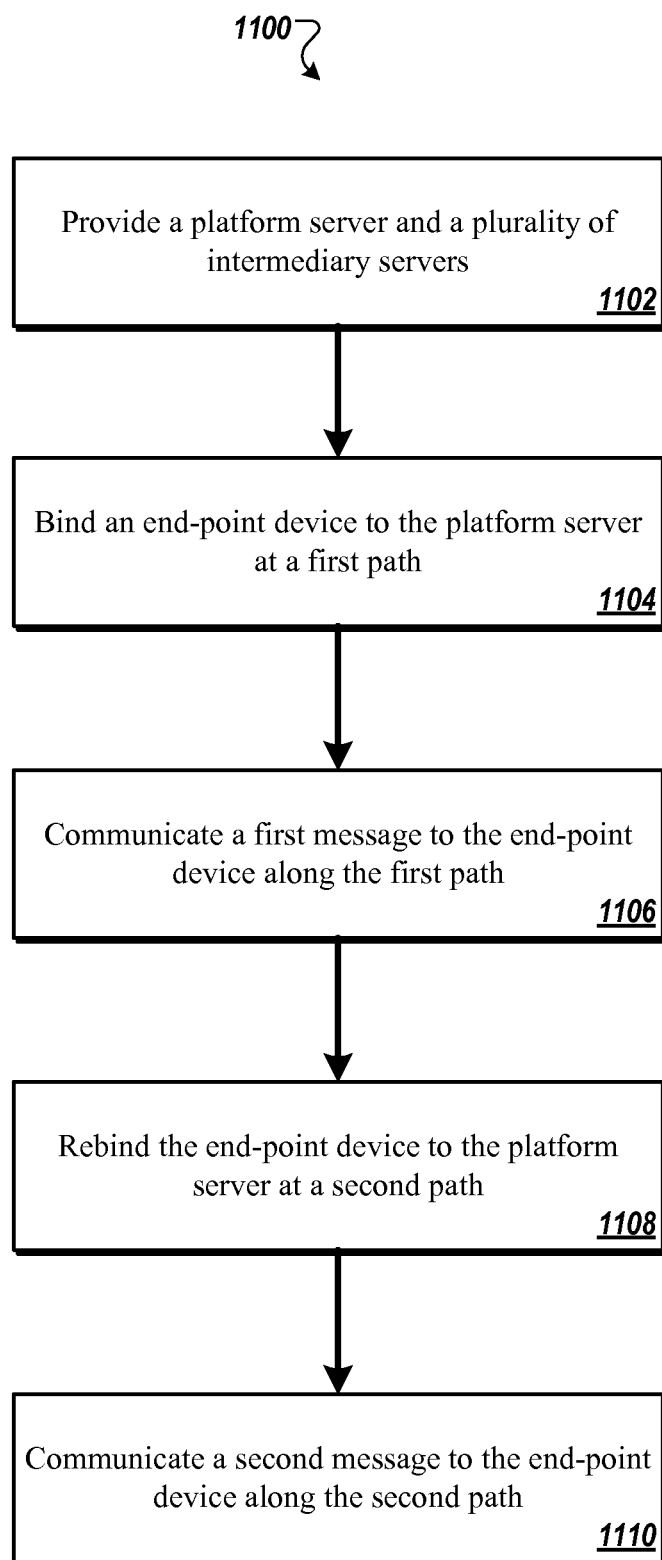 1100
Provide a platform server and a plurality of
intermediary servers
1102
Bind an end-point device to the platform server
at a first path
1104
Communicate a first message to the end-point
device along the first path
1106
Rebind the end-point device to the platform
server at a second path
1108
Communicate a second message to the end-point
device along the second path
1110